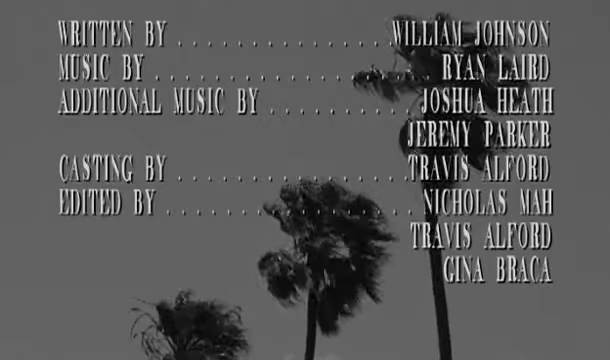 WRITTEN BY . . . . . . . . . . . . . . . . WILLIAM JOHNSON
MUSIC BY . . . . . . . . . . . . . . . . . . . . RYAN LAIRD
ADDITIONAL MUSIC BY . . . . . . . . . . JOSHUA HEATH
JEREMY PARKER
CASTING BY . . . . . . . . . . . . . . . . . TRAVIS ALFORD
EDITED BY . . . . . . . . . . . . . . . . . . NICHOLAS MAH
TRAVIS ALFORD
GINA BRACA